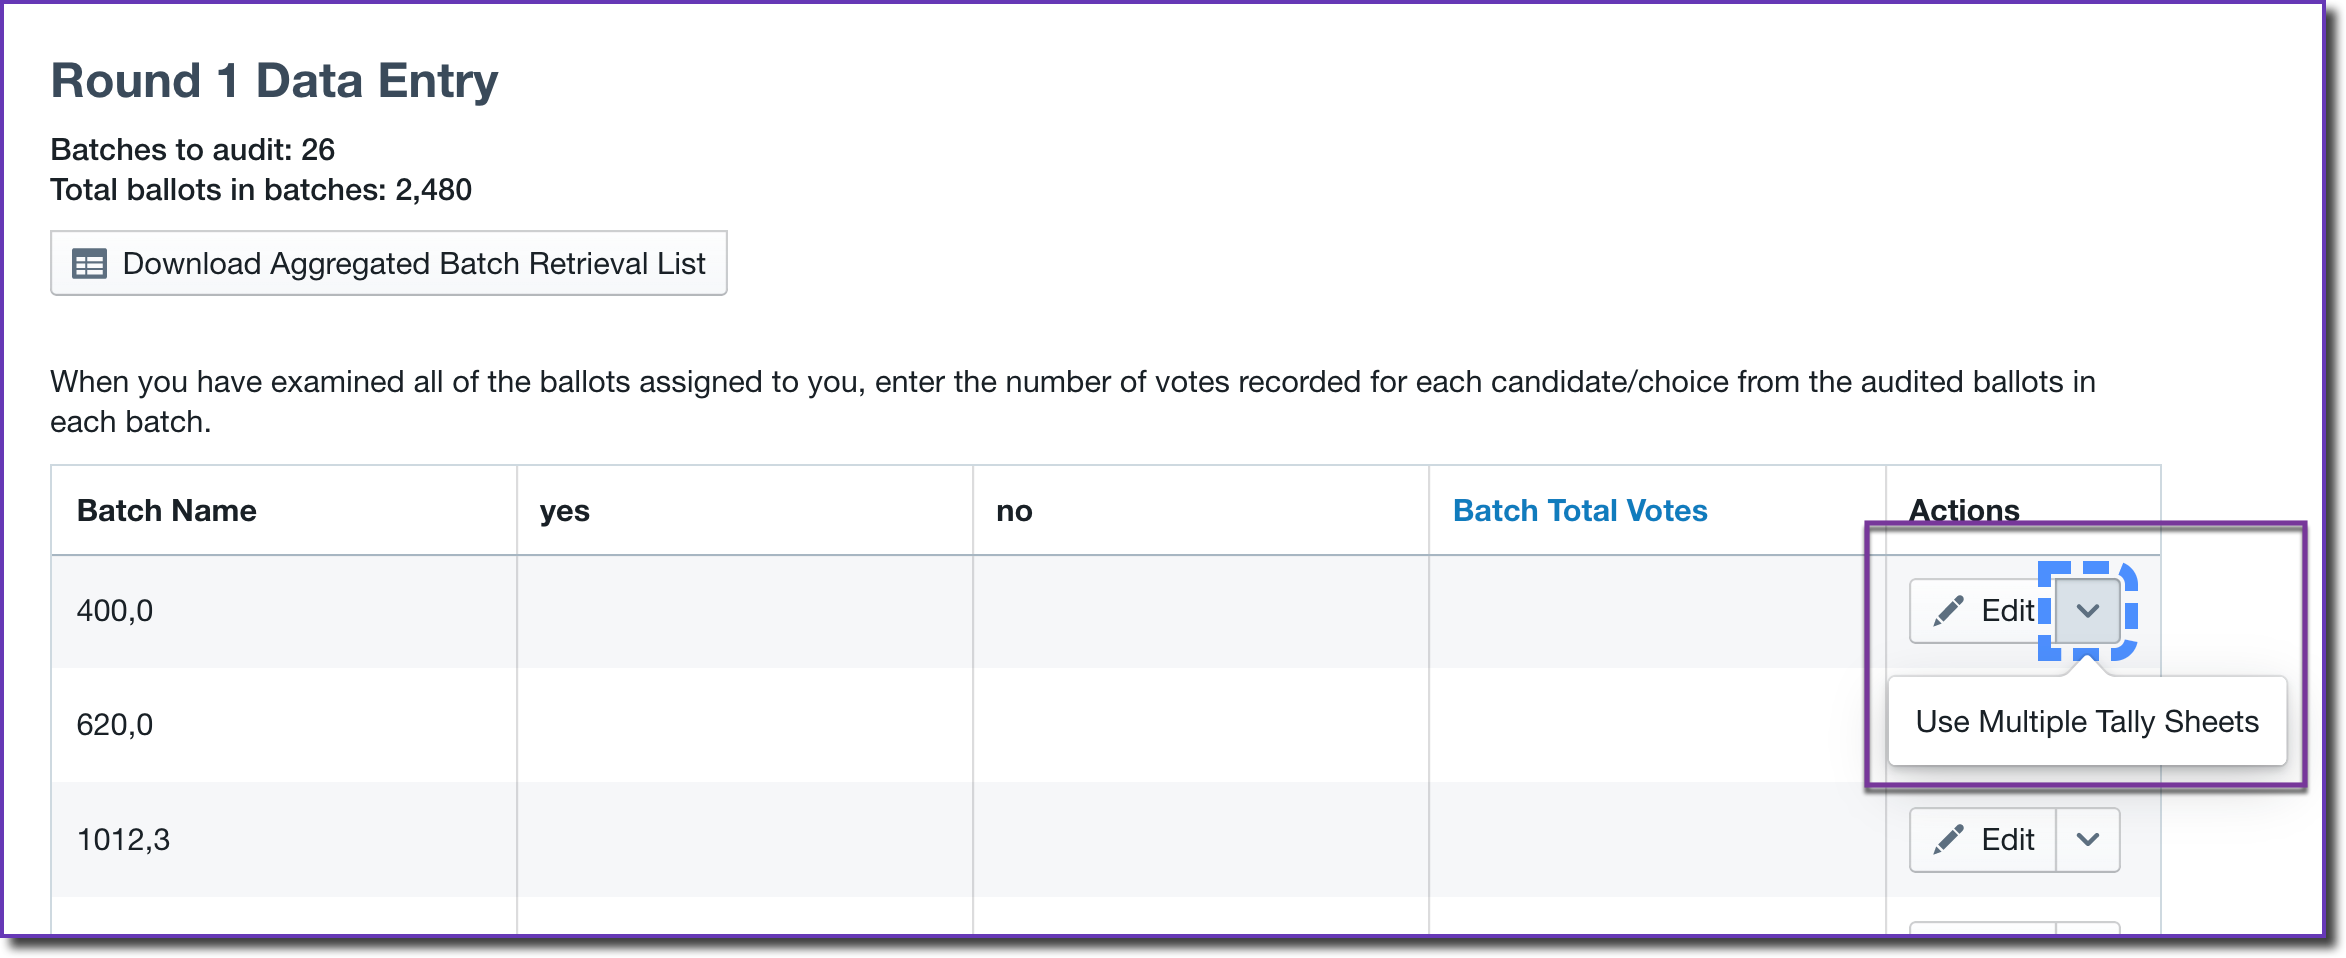 Round 1 Data Entry
Batches to audit: 26
Total ballots in batches: 2,480
Download Aggregated Batch Retrieval List
When you have examined all of the ballots assigned to you, enter the number of votes recorded for each candidate/choice from the audited ballots in
each batch.
Batch Name yes no Batch Total Votes Actions
400,0 Edit
620,0 Use Multiple Tally Sheets
1012,3 Edit